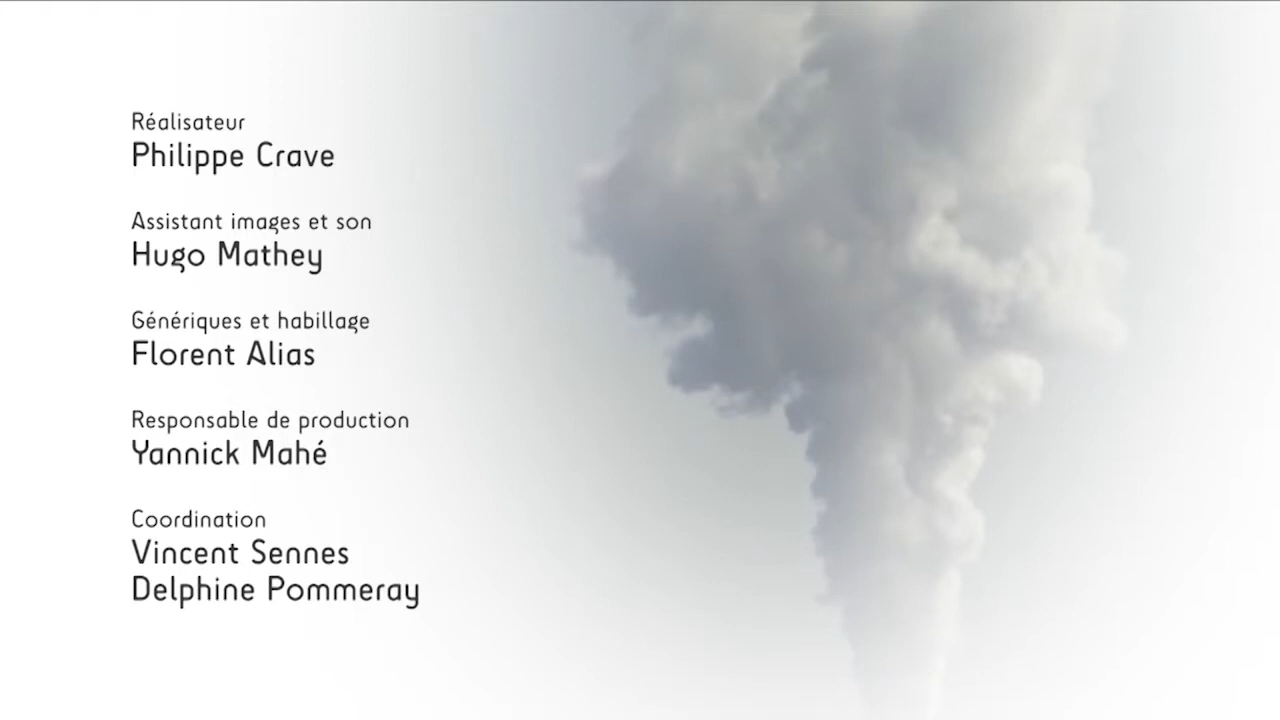 Réalisateur
Philippe Crave
Assistant images et son
Hugo Mathey
Génériques et habillage
Florent Alias
Responsable de production
Yannick Mahé
Coordination
Vincent Sennes
Delphine Pommeray